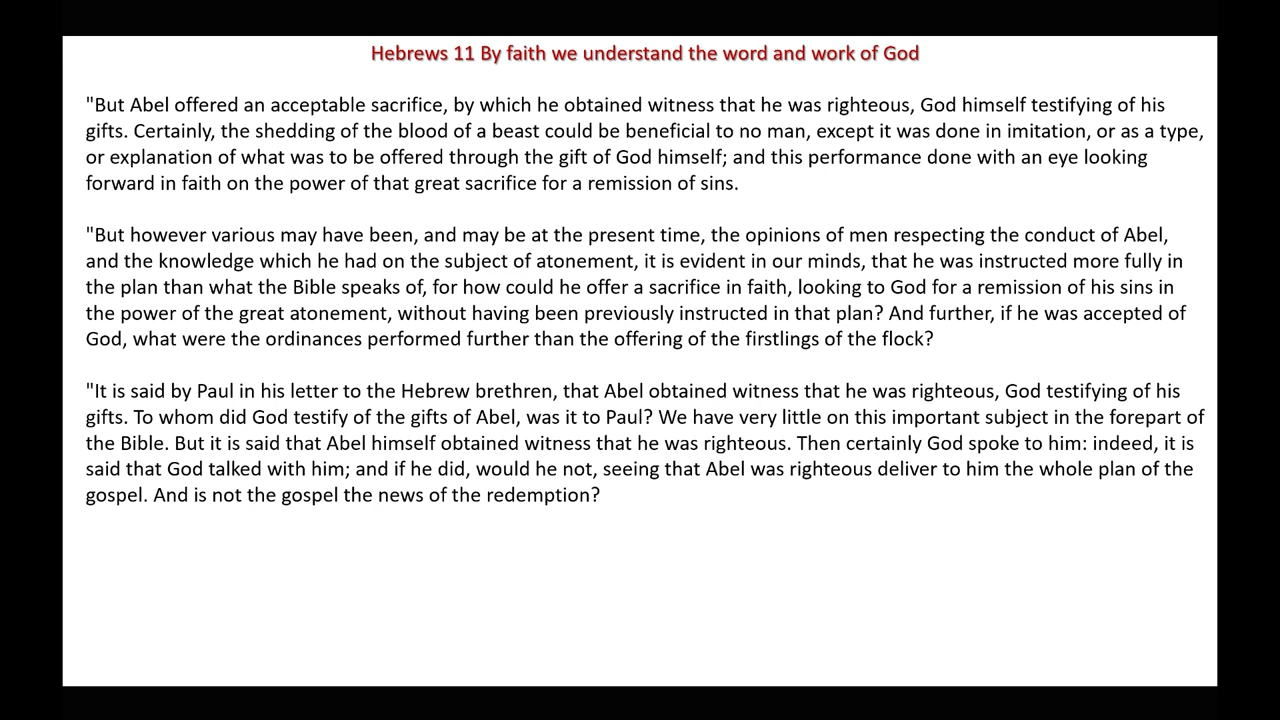 Hebrews 11 By faith we understand the word and work of God
"But Abel offered an acceptable sacrifice, by which he obtained witness that he was righteous, God himself testifying of his
gifts. Certainly, the shedding of the blood of a beast could be beneficial to no man, except it was done in imitation, or as a type,
or explanation of what was to be offered through the gift of God himself; and this performance done with an eye looking
forward in faith on the power of that great sacrifice for a remission of sins.
"But however various may have been, and may be at the present time, the opinions of men respecting the conduct of Abel,
and the knowledge which he had on the subject of atonement, it is evident in our minds, that he was instructed more fully in
the plan than what the Bible speaks of, for how could he offer a sacrifice in faith, looking to God for a remission of his sins in
the power of the great atonement, without having been previously instructed in that plan? And further, if he was accepted of
God, what were the ordinances performed further than the offering of the firstlings of the flock?
"It is said by Paul in his letter to the Hebrew brethren, that Abel obtained witness that he was righteous, God testifying of his
gifts. To whom did God testify of the gifts of Abel, was it to Paul? We have very little on this important subject in the forepart of
the Bible. But it is said that Abel himself obtained witness that he was righteous. Then certainly God spoke to him: indeed, it is
said that God talked with him; and if he did, would he not, seeing that Abel was righteous deliver to him the whole plan of the
gospel. And is not the gospel the news of the redemption?